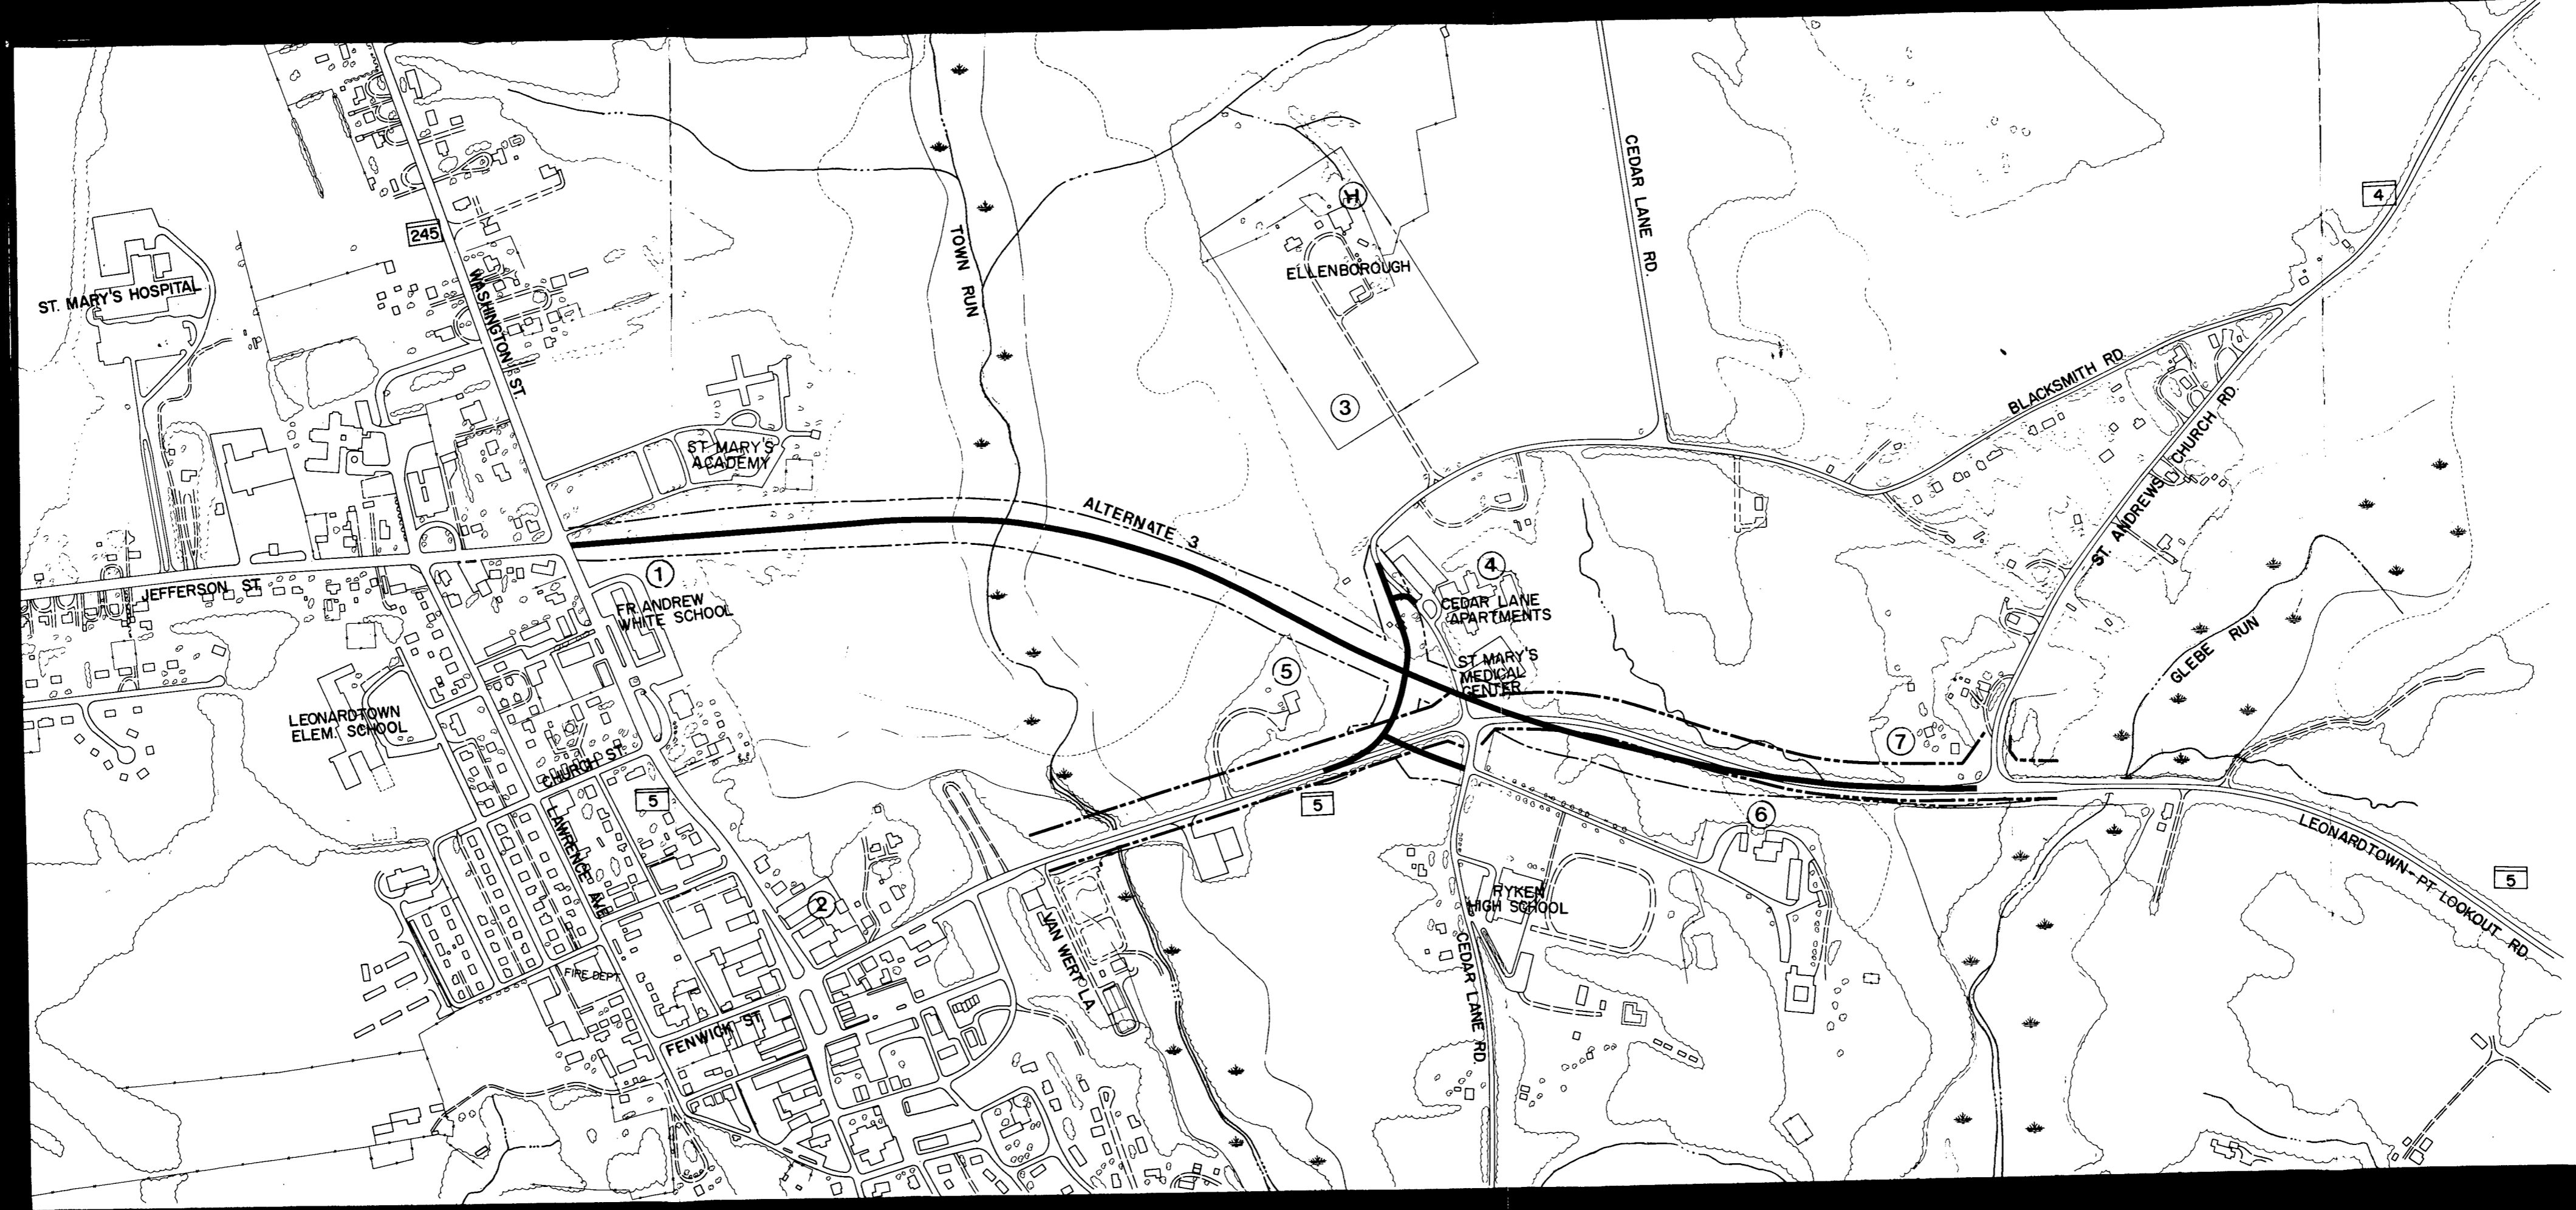 CEDAR LANE RD.
4
H
245
TOWN RUN
ELLENBOROUGH
ST. MARY'S HOSPITAL
WASHINGTON ST.
BLACKSMITH RD.
3
ST. MARY'S
ACADEMY
ST. ANDREWS CHURCH RD.
ALTERNATE 3
1
4
JEFFERSON ST.
FR. ANDREW
WHITE SCHOOL
CEDAR LANE
APARTMENTS
GLEBE RUN
5
ST MARY'S
MEDICAL
CENTER
LEONARDTOWN
ELEM. SCHOOL
7
CHURCH ST.
5
5
6
LEONARDTOWN - PT. LOOKOUT RD.
5
LAWRENCE AVE.
2
RYKEN
HIGH SCHOOL
VAN WERT LA.
CEDAR LANE RD.
FIRE DEPT.
FENWICK ST.